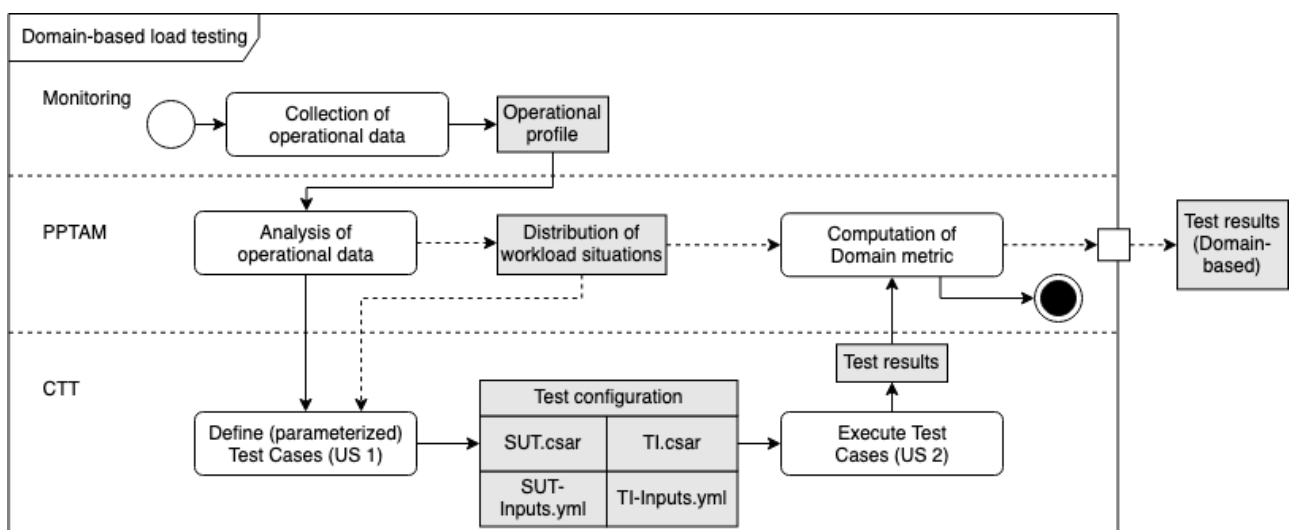 Domain-based load testing
Monitoring
Collection of
operational data
Operational
profile
PPTAM
Analysis of
operational data
Distribution of
workload situations
Computation of
Domain metric
Test results
(Domain-
based)
CTT
Test results
Define (parameterized)
Test Cases (US 1)
Test configuration
SUT.csar
TI.csar
SUT-
Inputs.yml
TI-Inputs.yml
Execute Test
Cases (US 2)